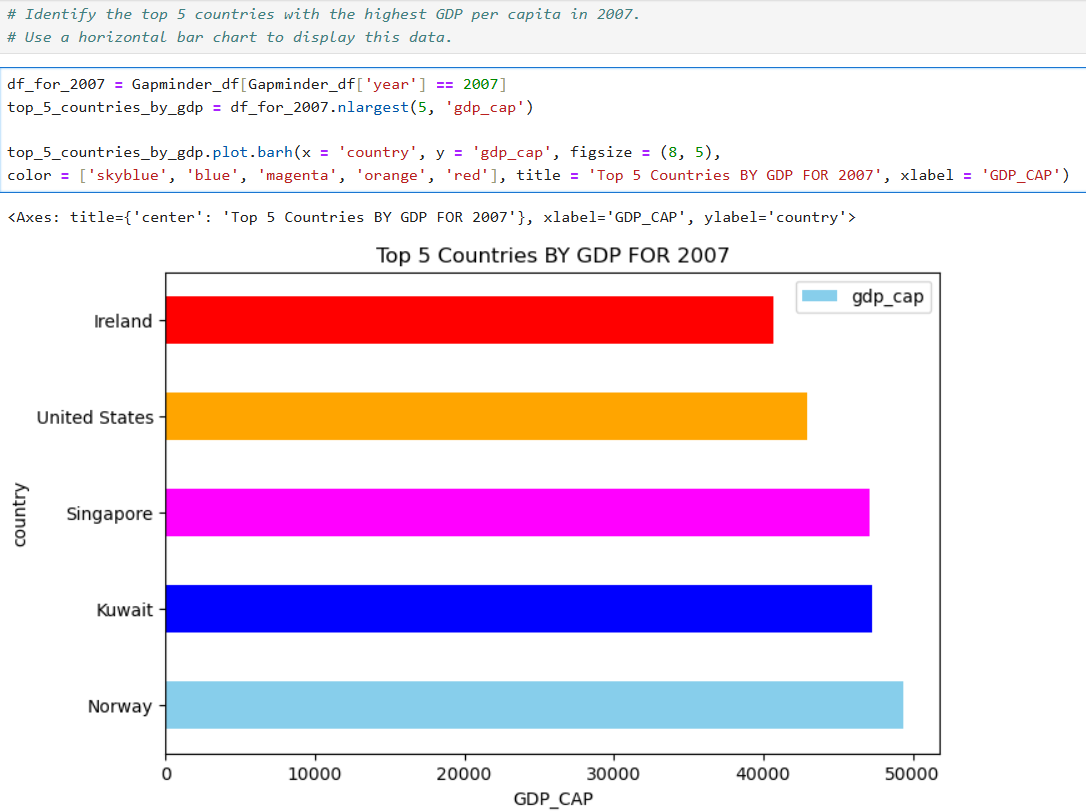 # Identify the top 5 countries with the highest GDP per capita in 2007.
# Use a horizontal bar chart to display this data.
df_for_2007 = Gapminder_df[Gapminder_df['year'] == 2007]
top_5_countries_by_gdp = df_for_2007.nlargest(5, 'gdp_cap')
top_5_countries_by_gdp.plot.barh(x = 'country', y = 'gdp_cap', figsize = (8, 5),
color = ['skyblue', 'blue', 'magenta', 'orange', 'red'], title = 'Top 5 Countries BY GDP FOR 2007', xlabel = 'GDP_CAP')
<Axes: title={'center': 'Top 5 Countries BY GDP FOR 2007'}, xlabel='GDP_CAP', ylabel='country'>
Top 5 Countries BY GDP FOR 2007
gdp_cap
Ireland
United States
Singapore
Kuwait
Norway
country
0 10000 20000 30000 40000 50000
GDP_CAP